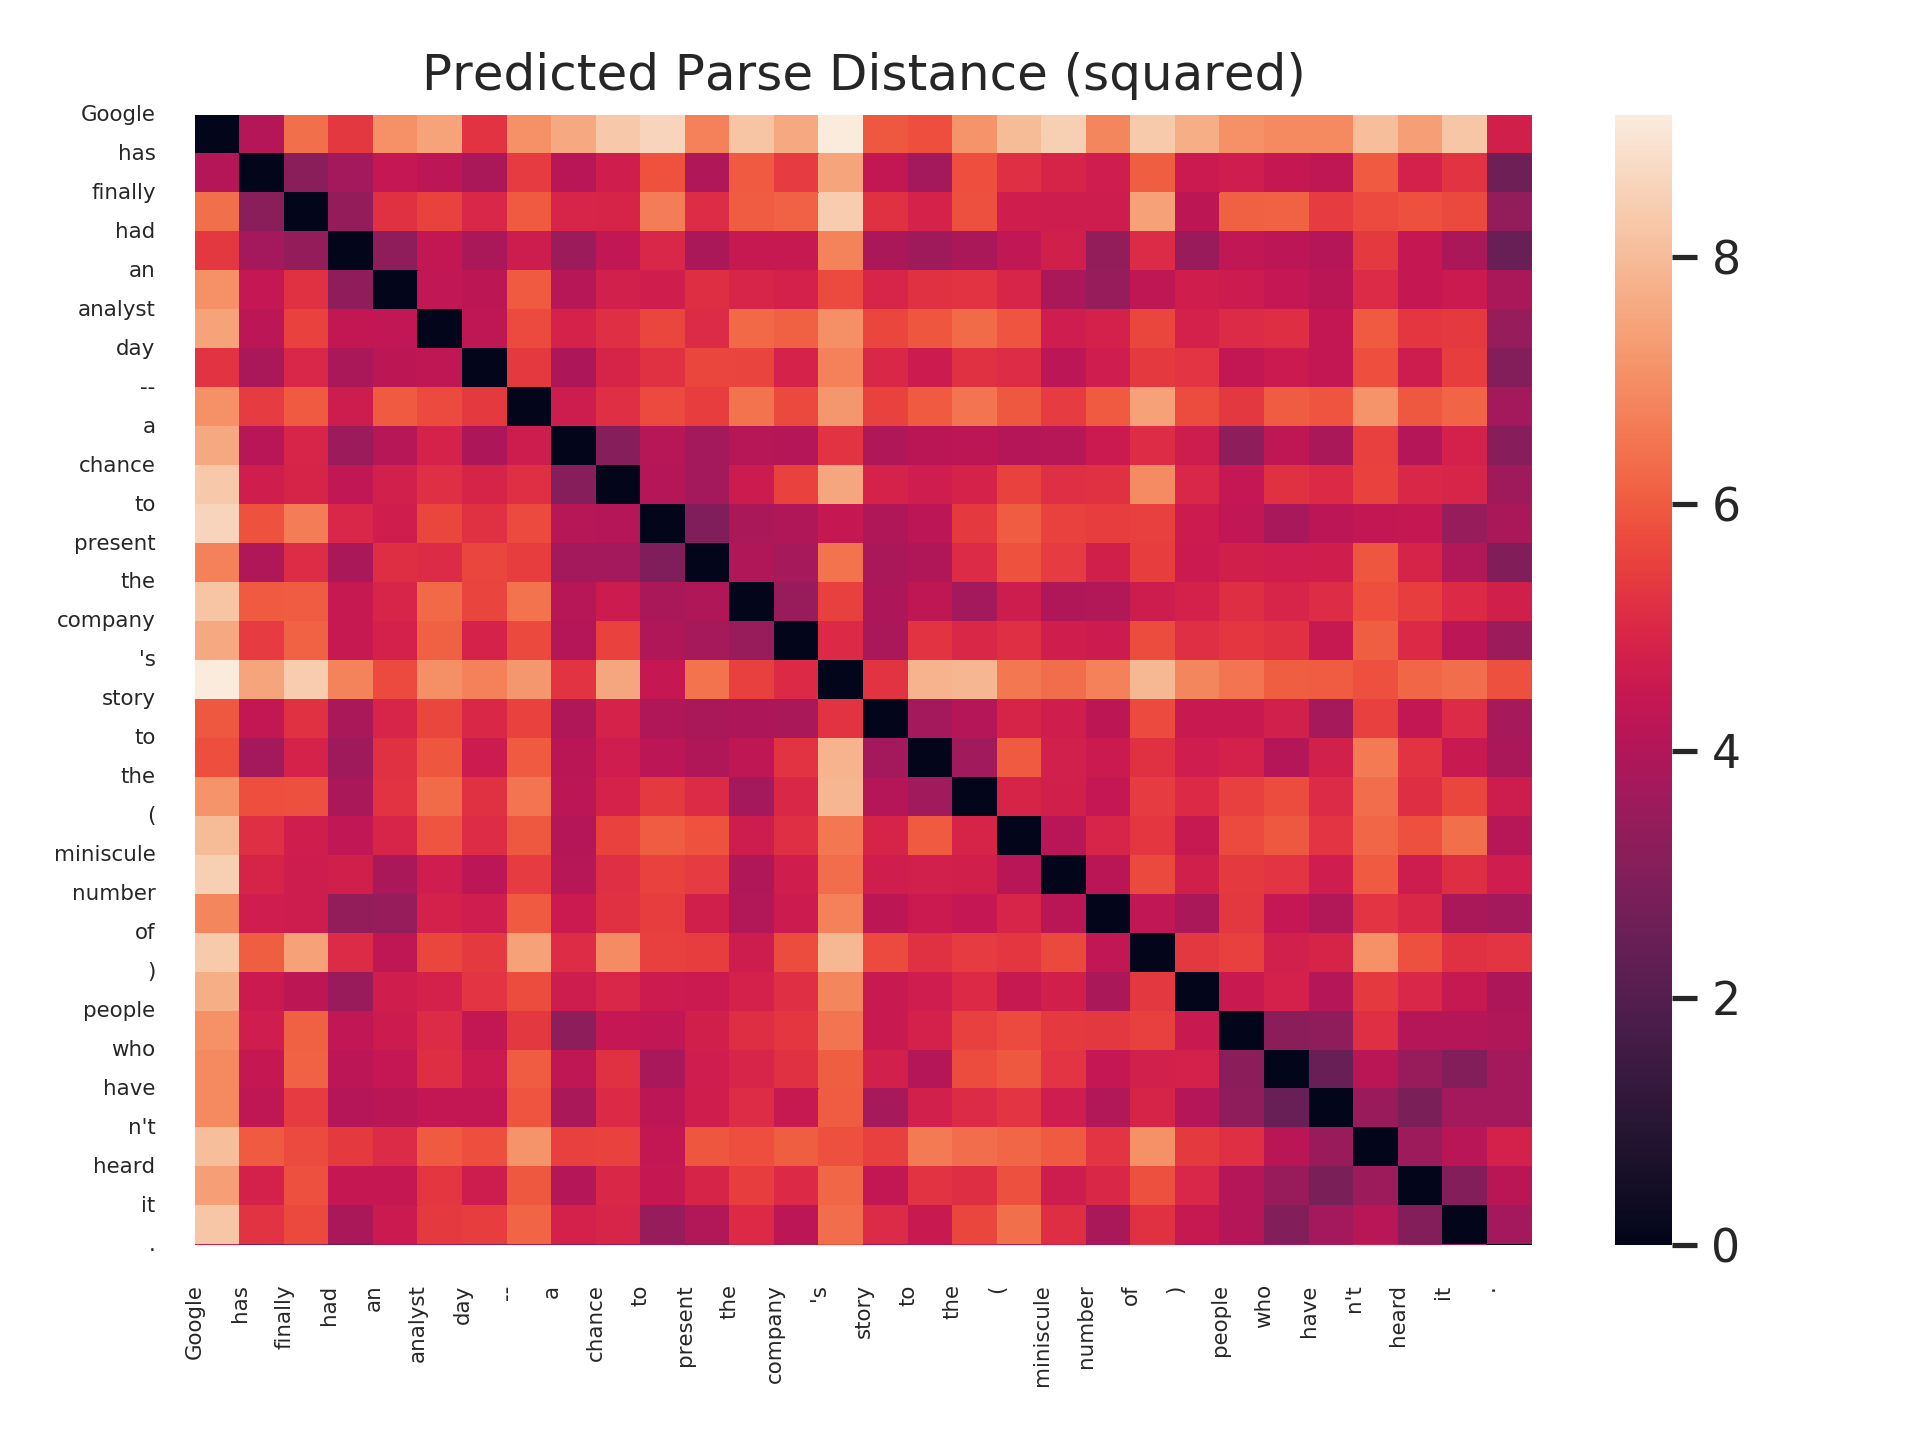 Predicted Parse Distance (squared)
Google
has
finally
had
an
analyst
day
--
a
chance
to
present
the
company
's
story
to
the
(
miniscule
number
of
)
people
who
have
n't
heard
it
.
8
6
4
2
0
Google
has
finally
had
an
analyst
day
--
a
chance
to
present
the
company
's
story
to
the
(
miniscule
number
of
)
people
who
have
n't
heard
it
.